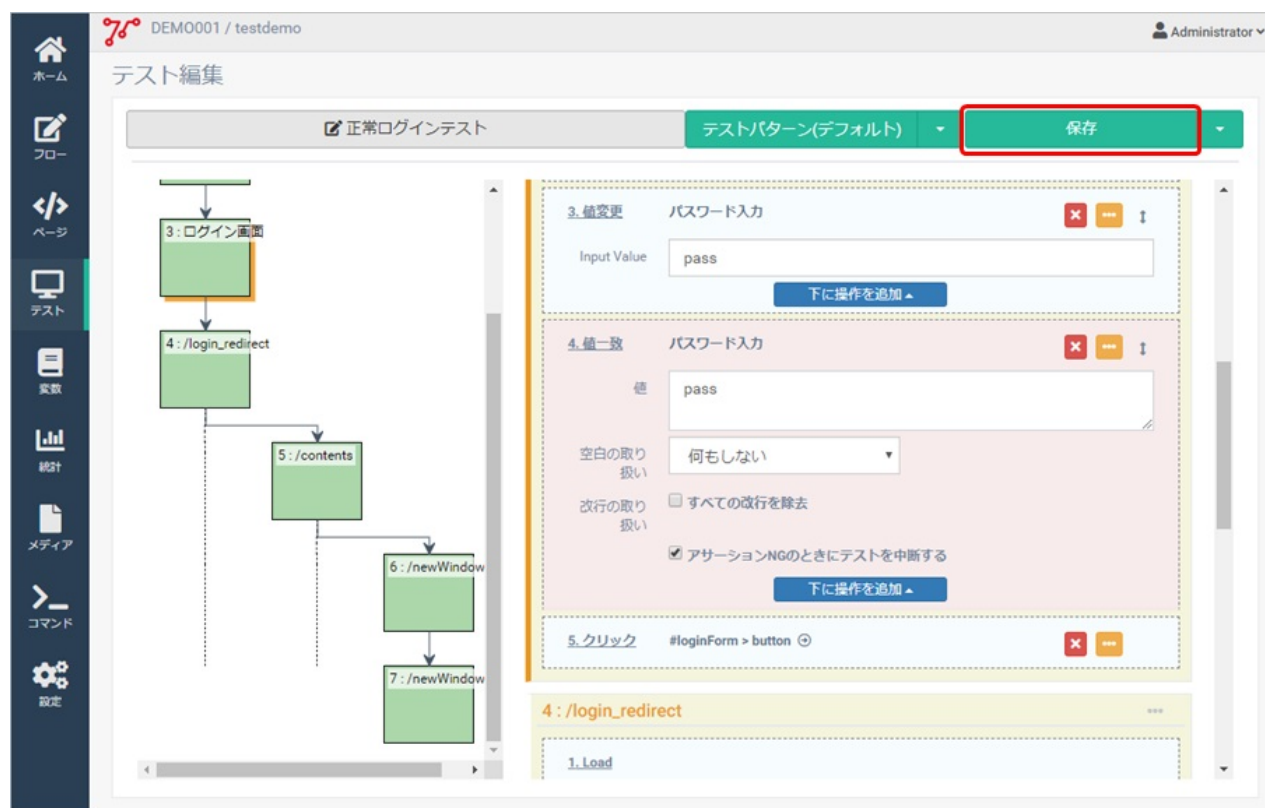 DEMO001 / testdemo
Administrator
ホーム
フロー
ページ
テスト
変数
統計
メディア
コマンド
設定
テスト編集
正常ログインテスト
テストパターン(デフォルト)
保存
3 : ログイン画面
4 : /login_redirect
5 : /contents
6 : /newWindow
7 : /newWindow
3. 値変更 パスワード入力
Input Value pass
下に操作を追加
4. 値一致 パスワード入力
値 pass
空白の取り
扱い
何もしない
改行の取り
扱い
すべての改行を除去
アサーションNGのときにテストを中断する
下に操作を追加
5. クリック #loginForm > button
4 : /login_redirect
1. Load